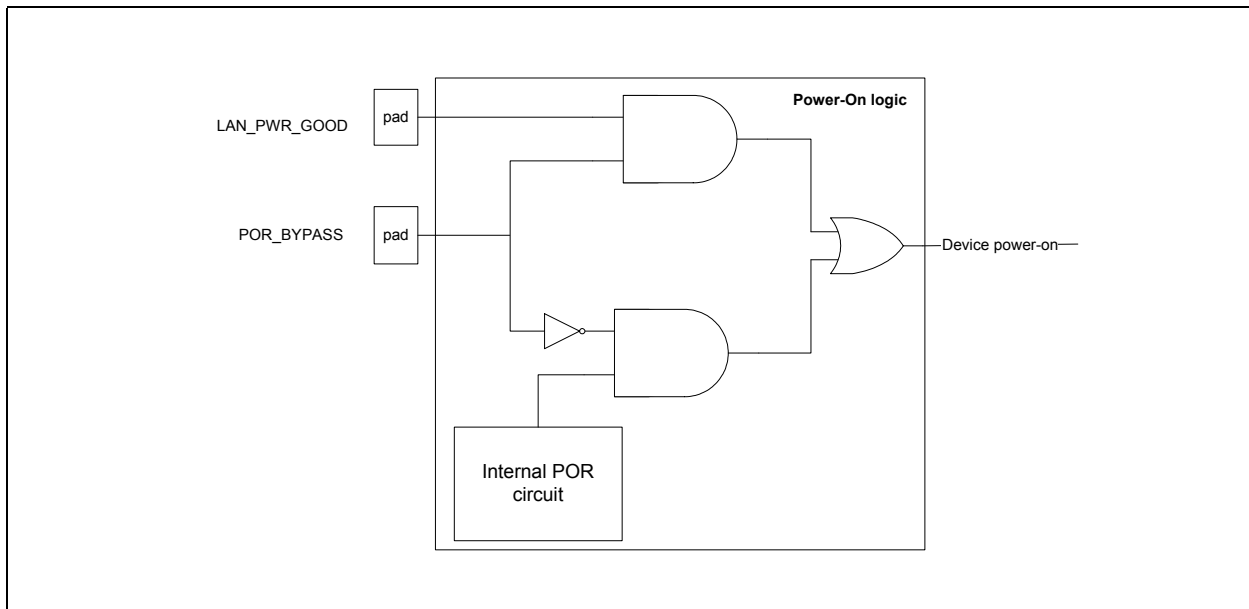 Power-On logic
LAN_PWR_GOOD
pad
POR_BYPASS
pad
Device power-on
Internal POR
circuit